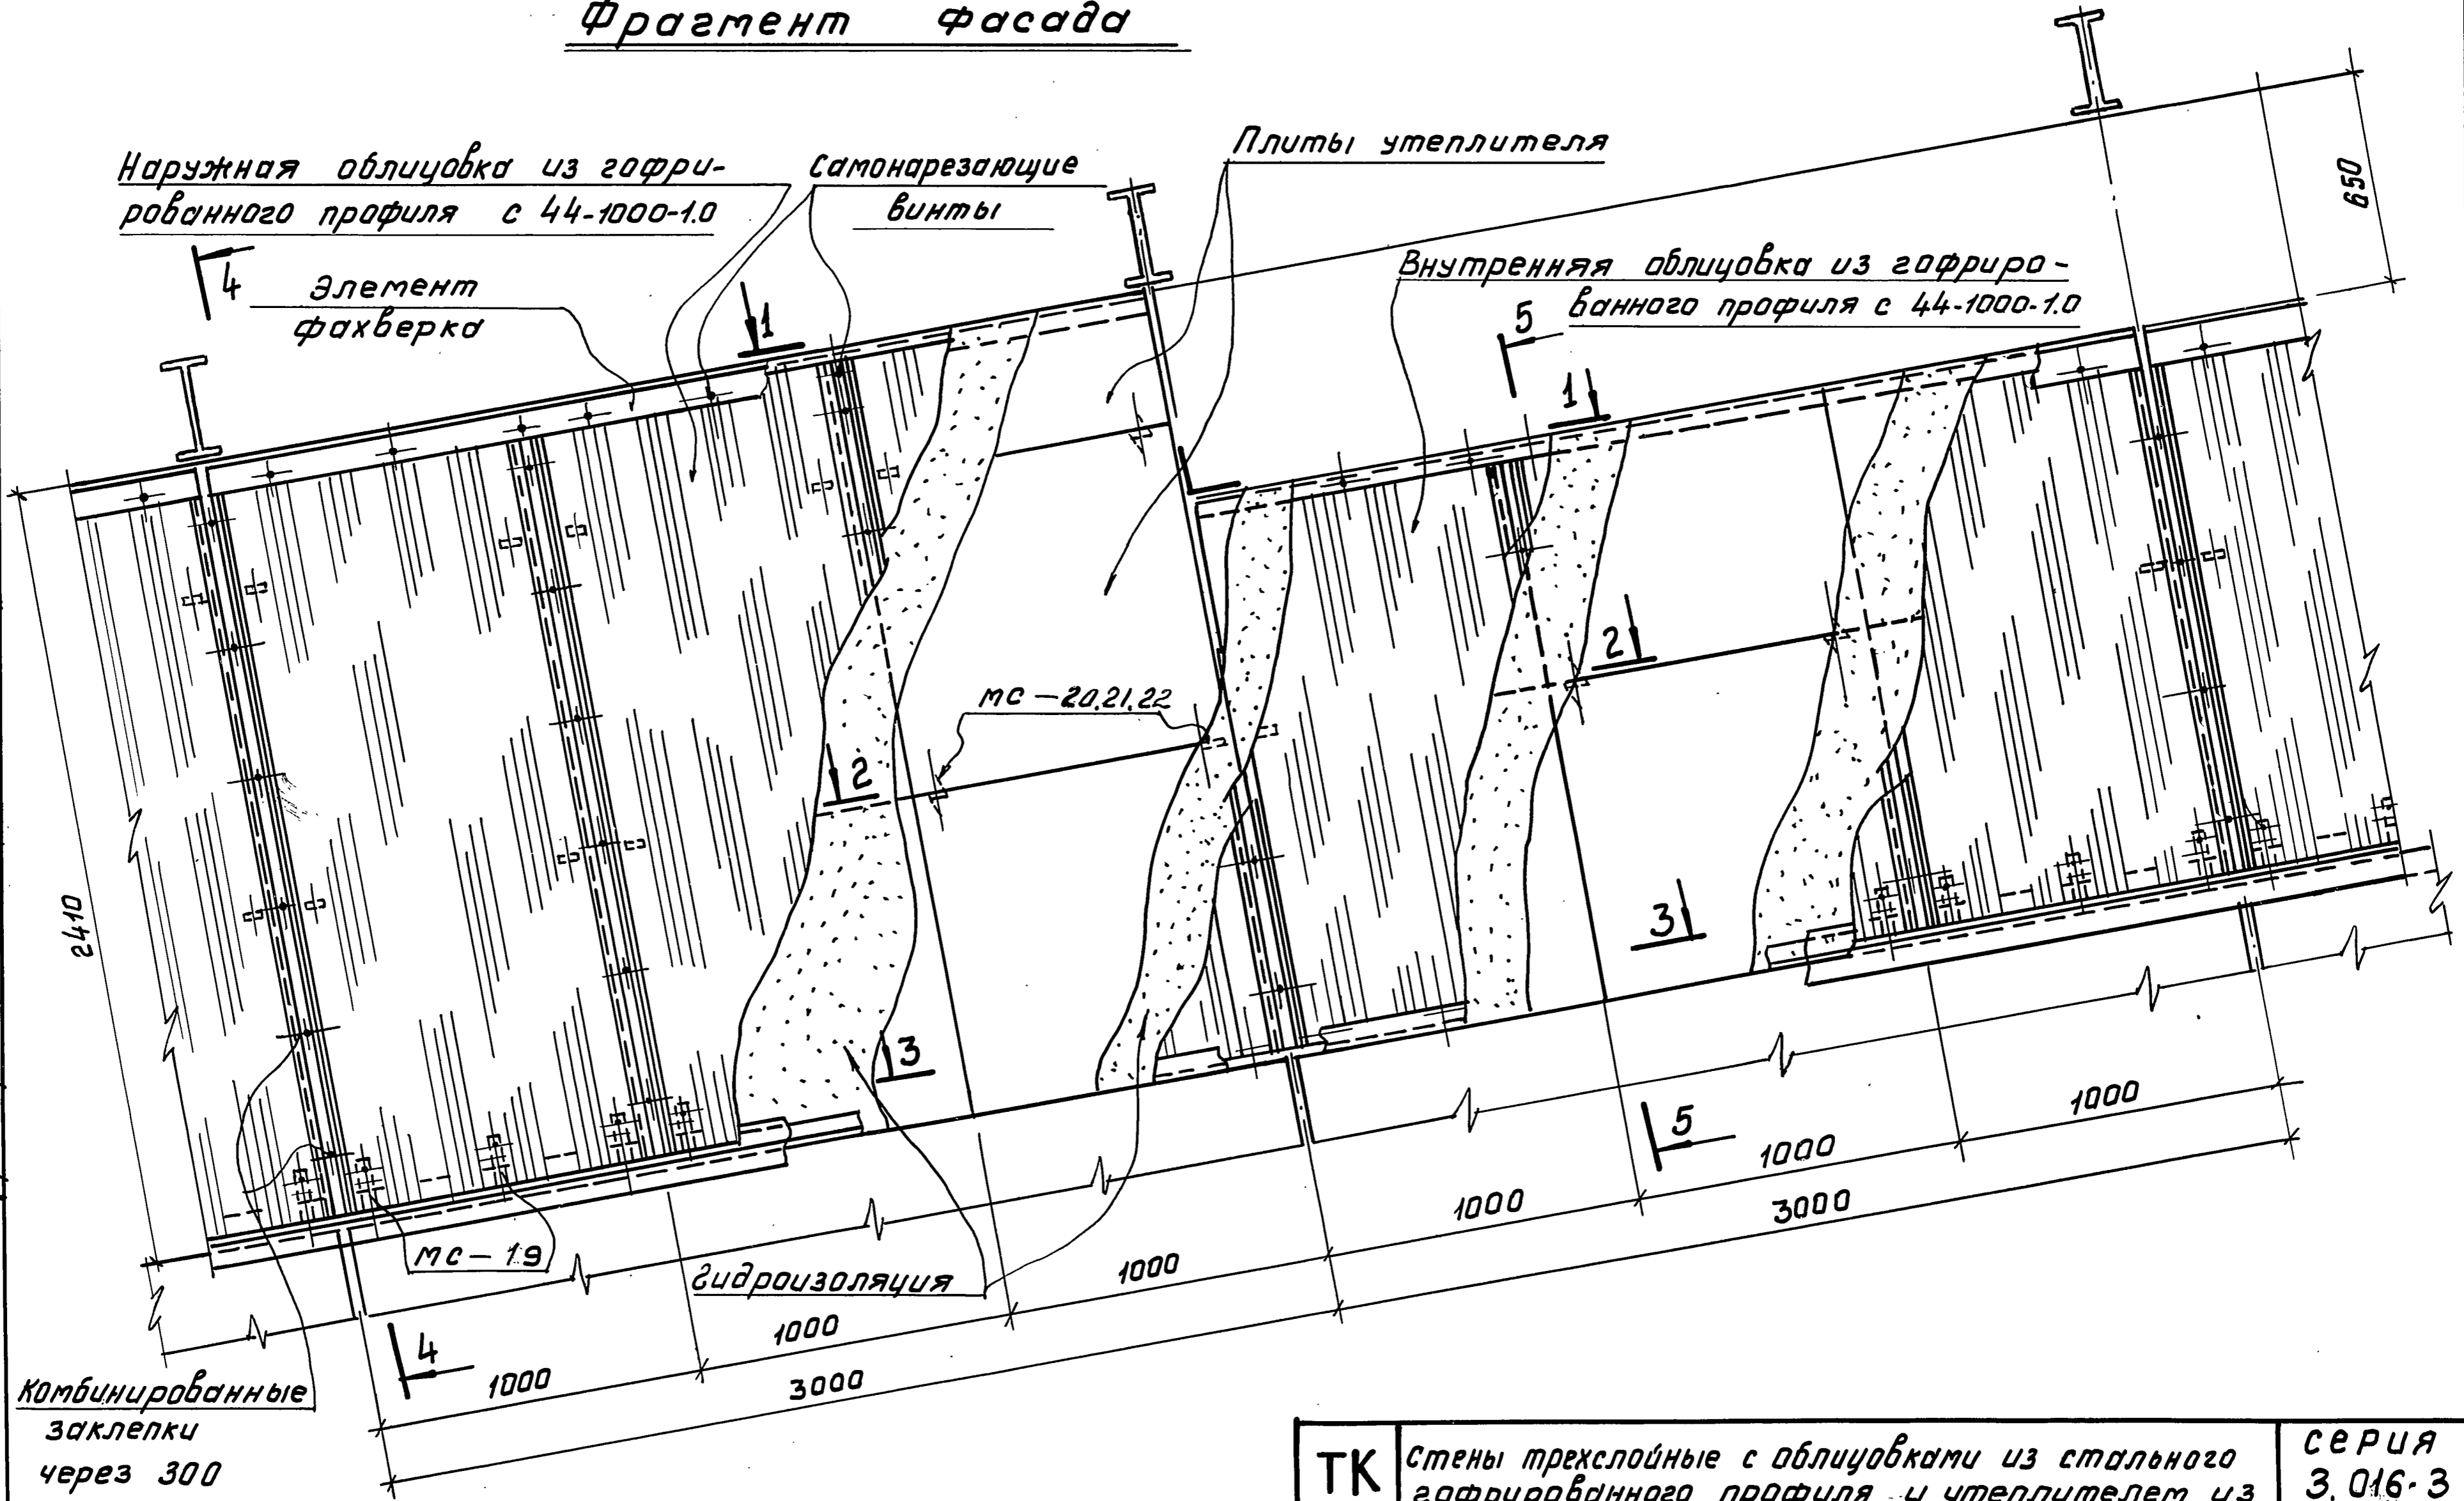 Фрагмент фасада
Наружная облицовка из гофри-
рованного профиля с 44-1000-1.0
самонарезающие
винты
Плиты утеплителя
Элемент
фахверка
Внутренняя облицовка из гофриро-
ванного профиля с 44-1000-1.0
650
4
1
5
1
2
мс-20,21,22
2
2410
3
3
5
1000
1000
1000
3000
мс-19
гидроизоляция
1000
1000
1000
3000
4
Комбинированные
заклепки
через 300
ТК
Стены трехслойные с облицовками из стального
гофрированного профиля и утеплителем из
серия
3.016-3